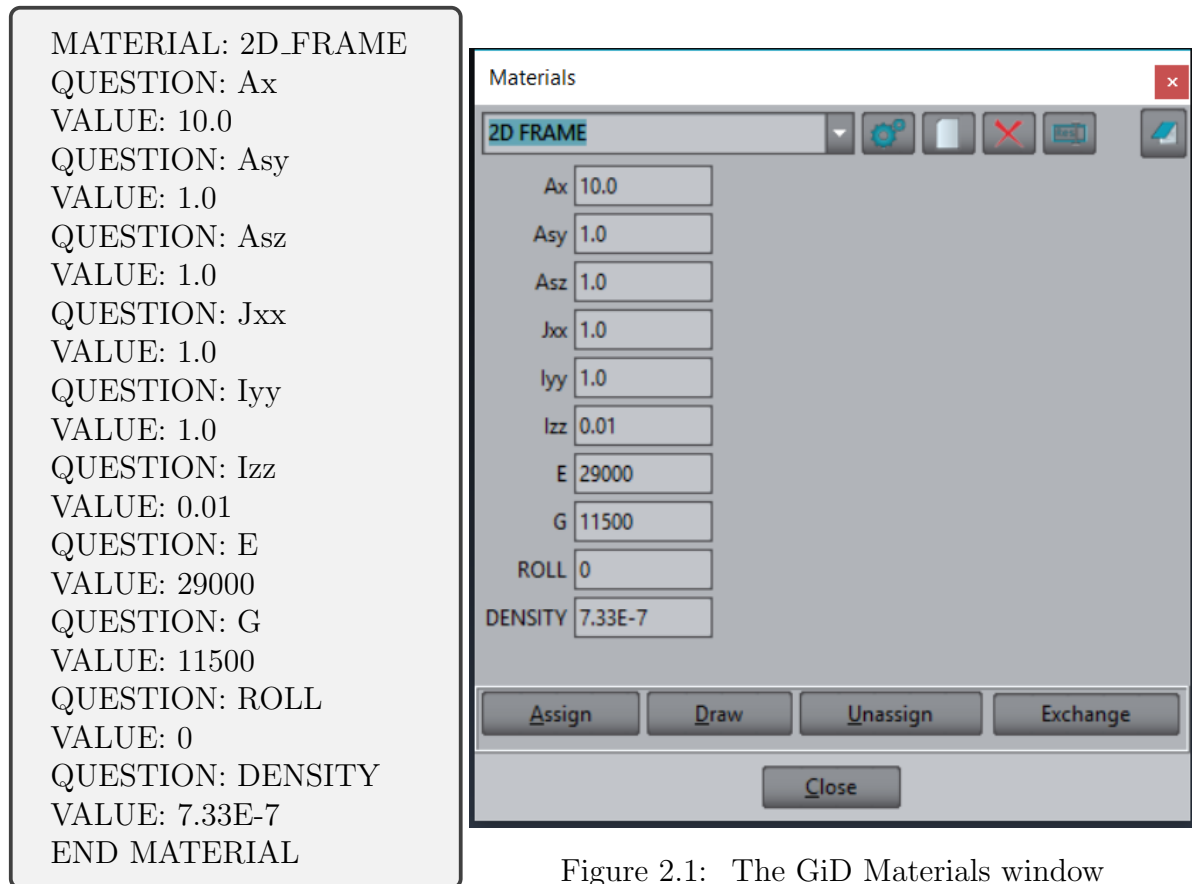 MATERIAL: 2D_FRAME
QUESTION: Ax
VALUE: 10.0
QUESTION: Asy
VALUE: 1.0
QUESTION: Asz
VALUE: 1.0
QUESTION: Jxx
VALUE: 1.0
QUESTION: Iyy
VALUE: 1.0
QUESTION: Izz
VALUE: 0.01
QUESTION: E
VALUE: 29000
QUESTION: G
VALUE: 11500
QUESTION: ROLL
VALUE: 0
QUESTION: DENSITY
VALUE: 7.33E-7
END MATERIAL
Materials
2D FRAME
Ax 10.0
Asy 1.0
Asz 1.0
Jxx 1.0
Iyy 1.0
Izz 0.01
E 29000
G 11500
ROLL 0
DENSITY 7.33E-7
Assign Draw Unassign Exchange
Close
Figure 2.1: The GiD Materials window